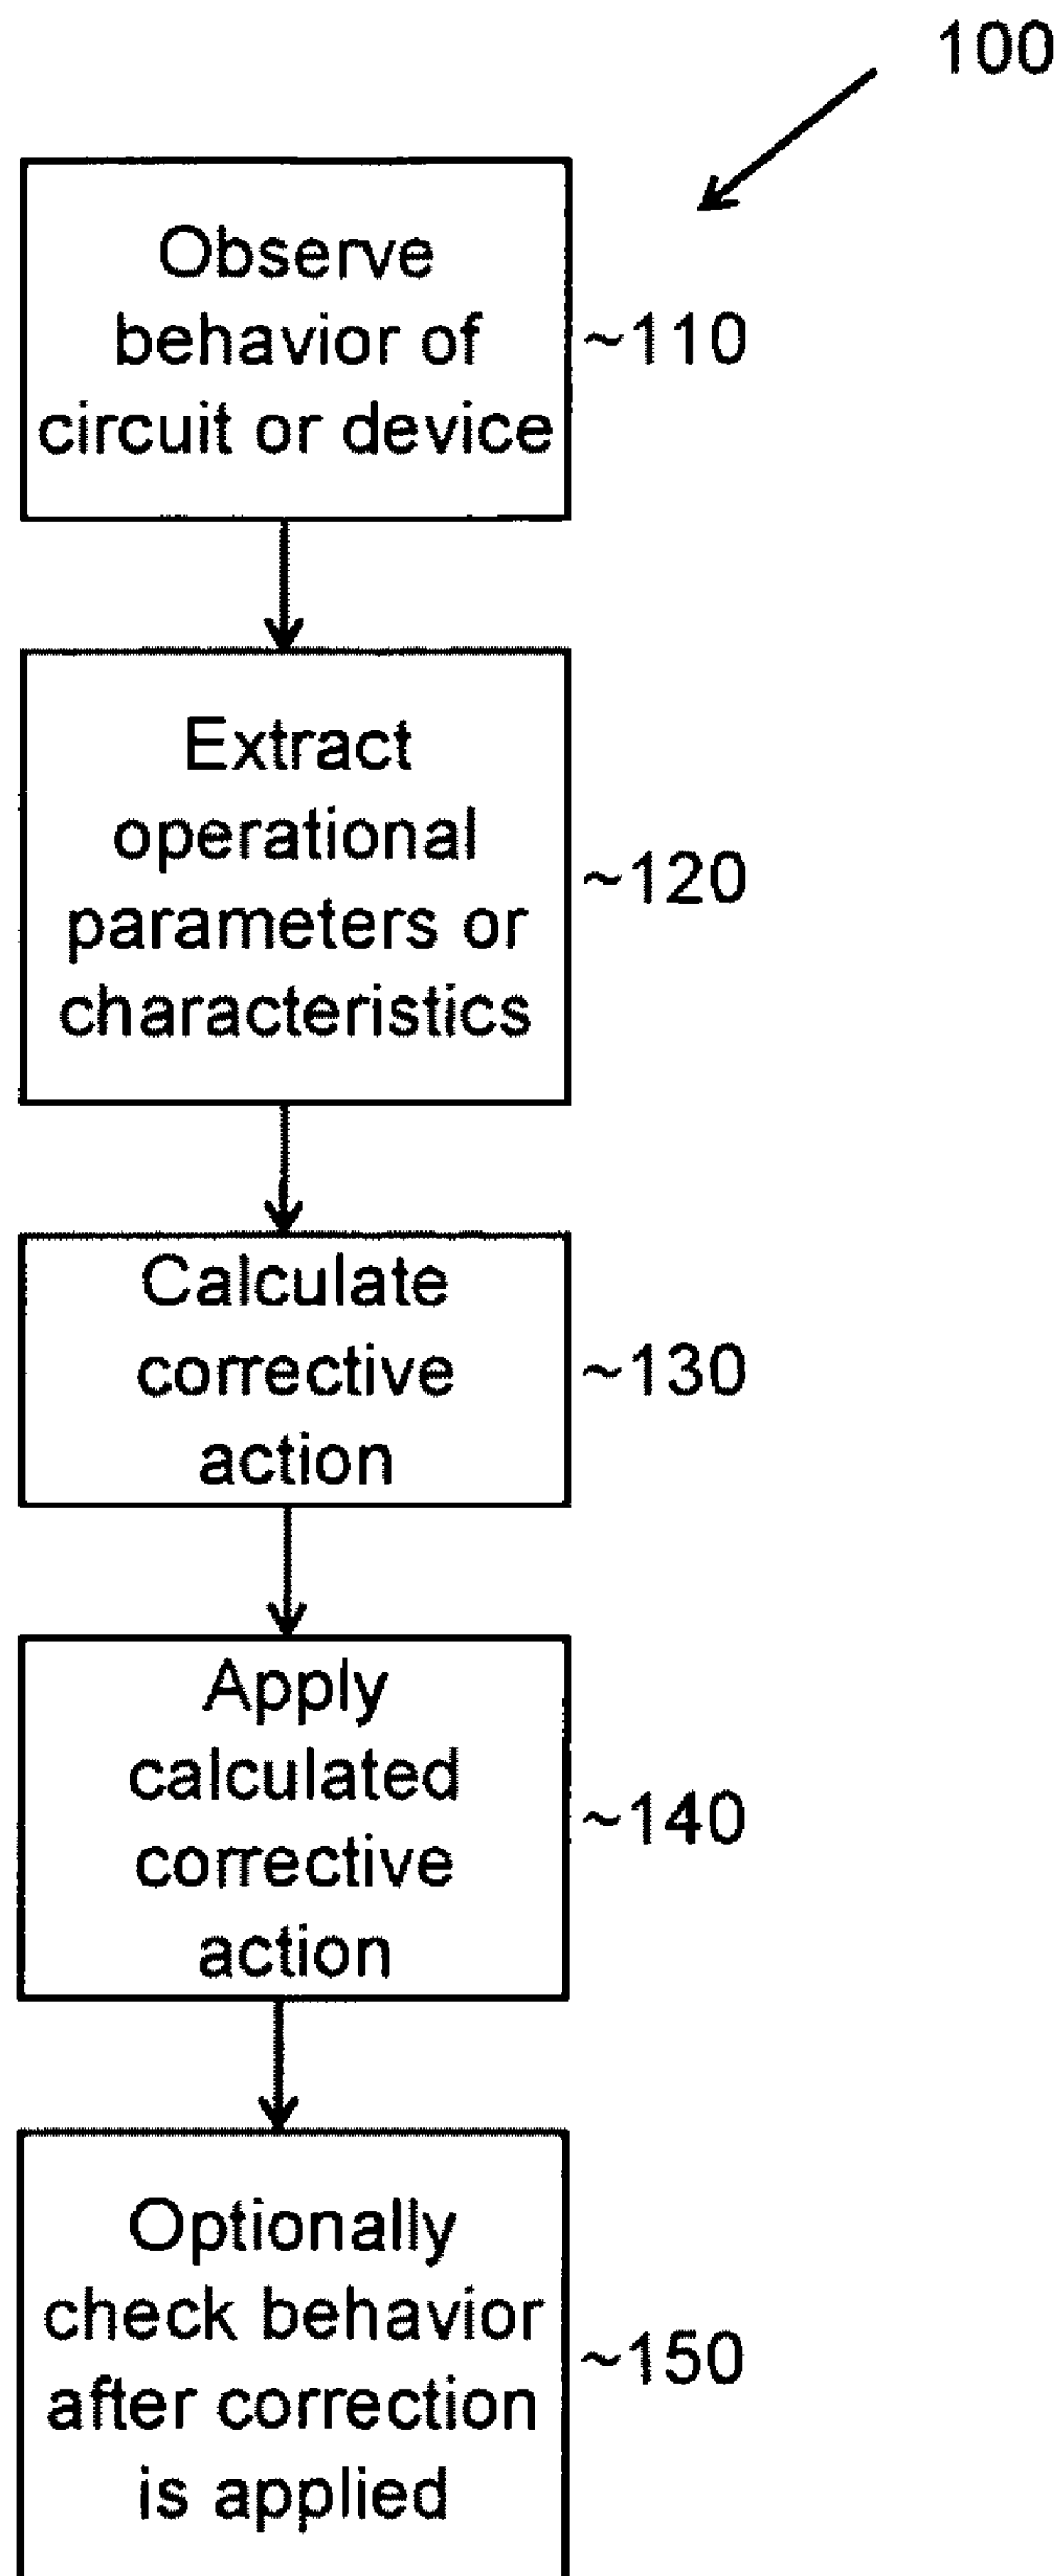 100
Observe
behavior of
circuit or device
~110
Extract
operational
parameters or
characteristics
~120
Calculate
corrective
action
~130
Apply
calculated
corrective
action
~140
Optionally
check behavior
after correction
is applied
~150